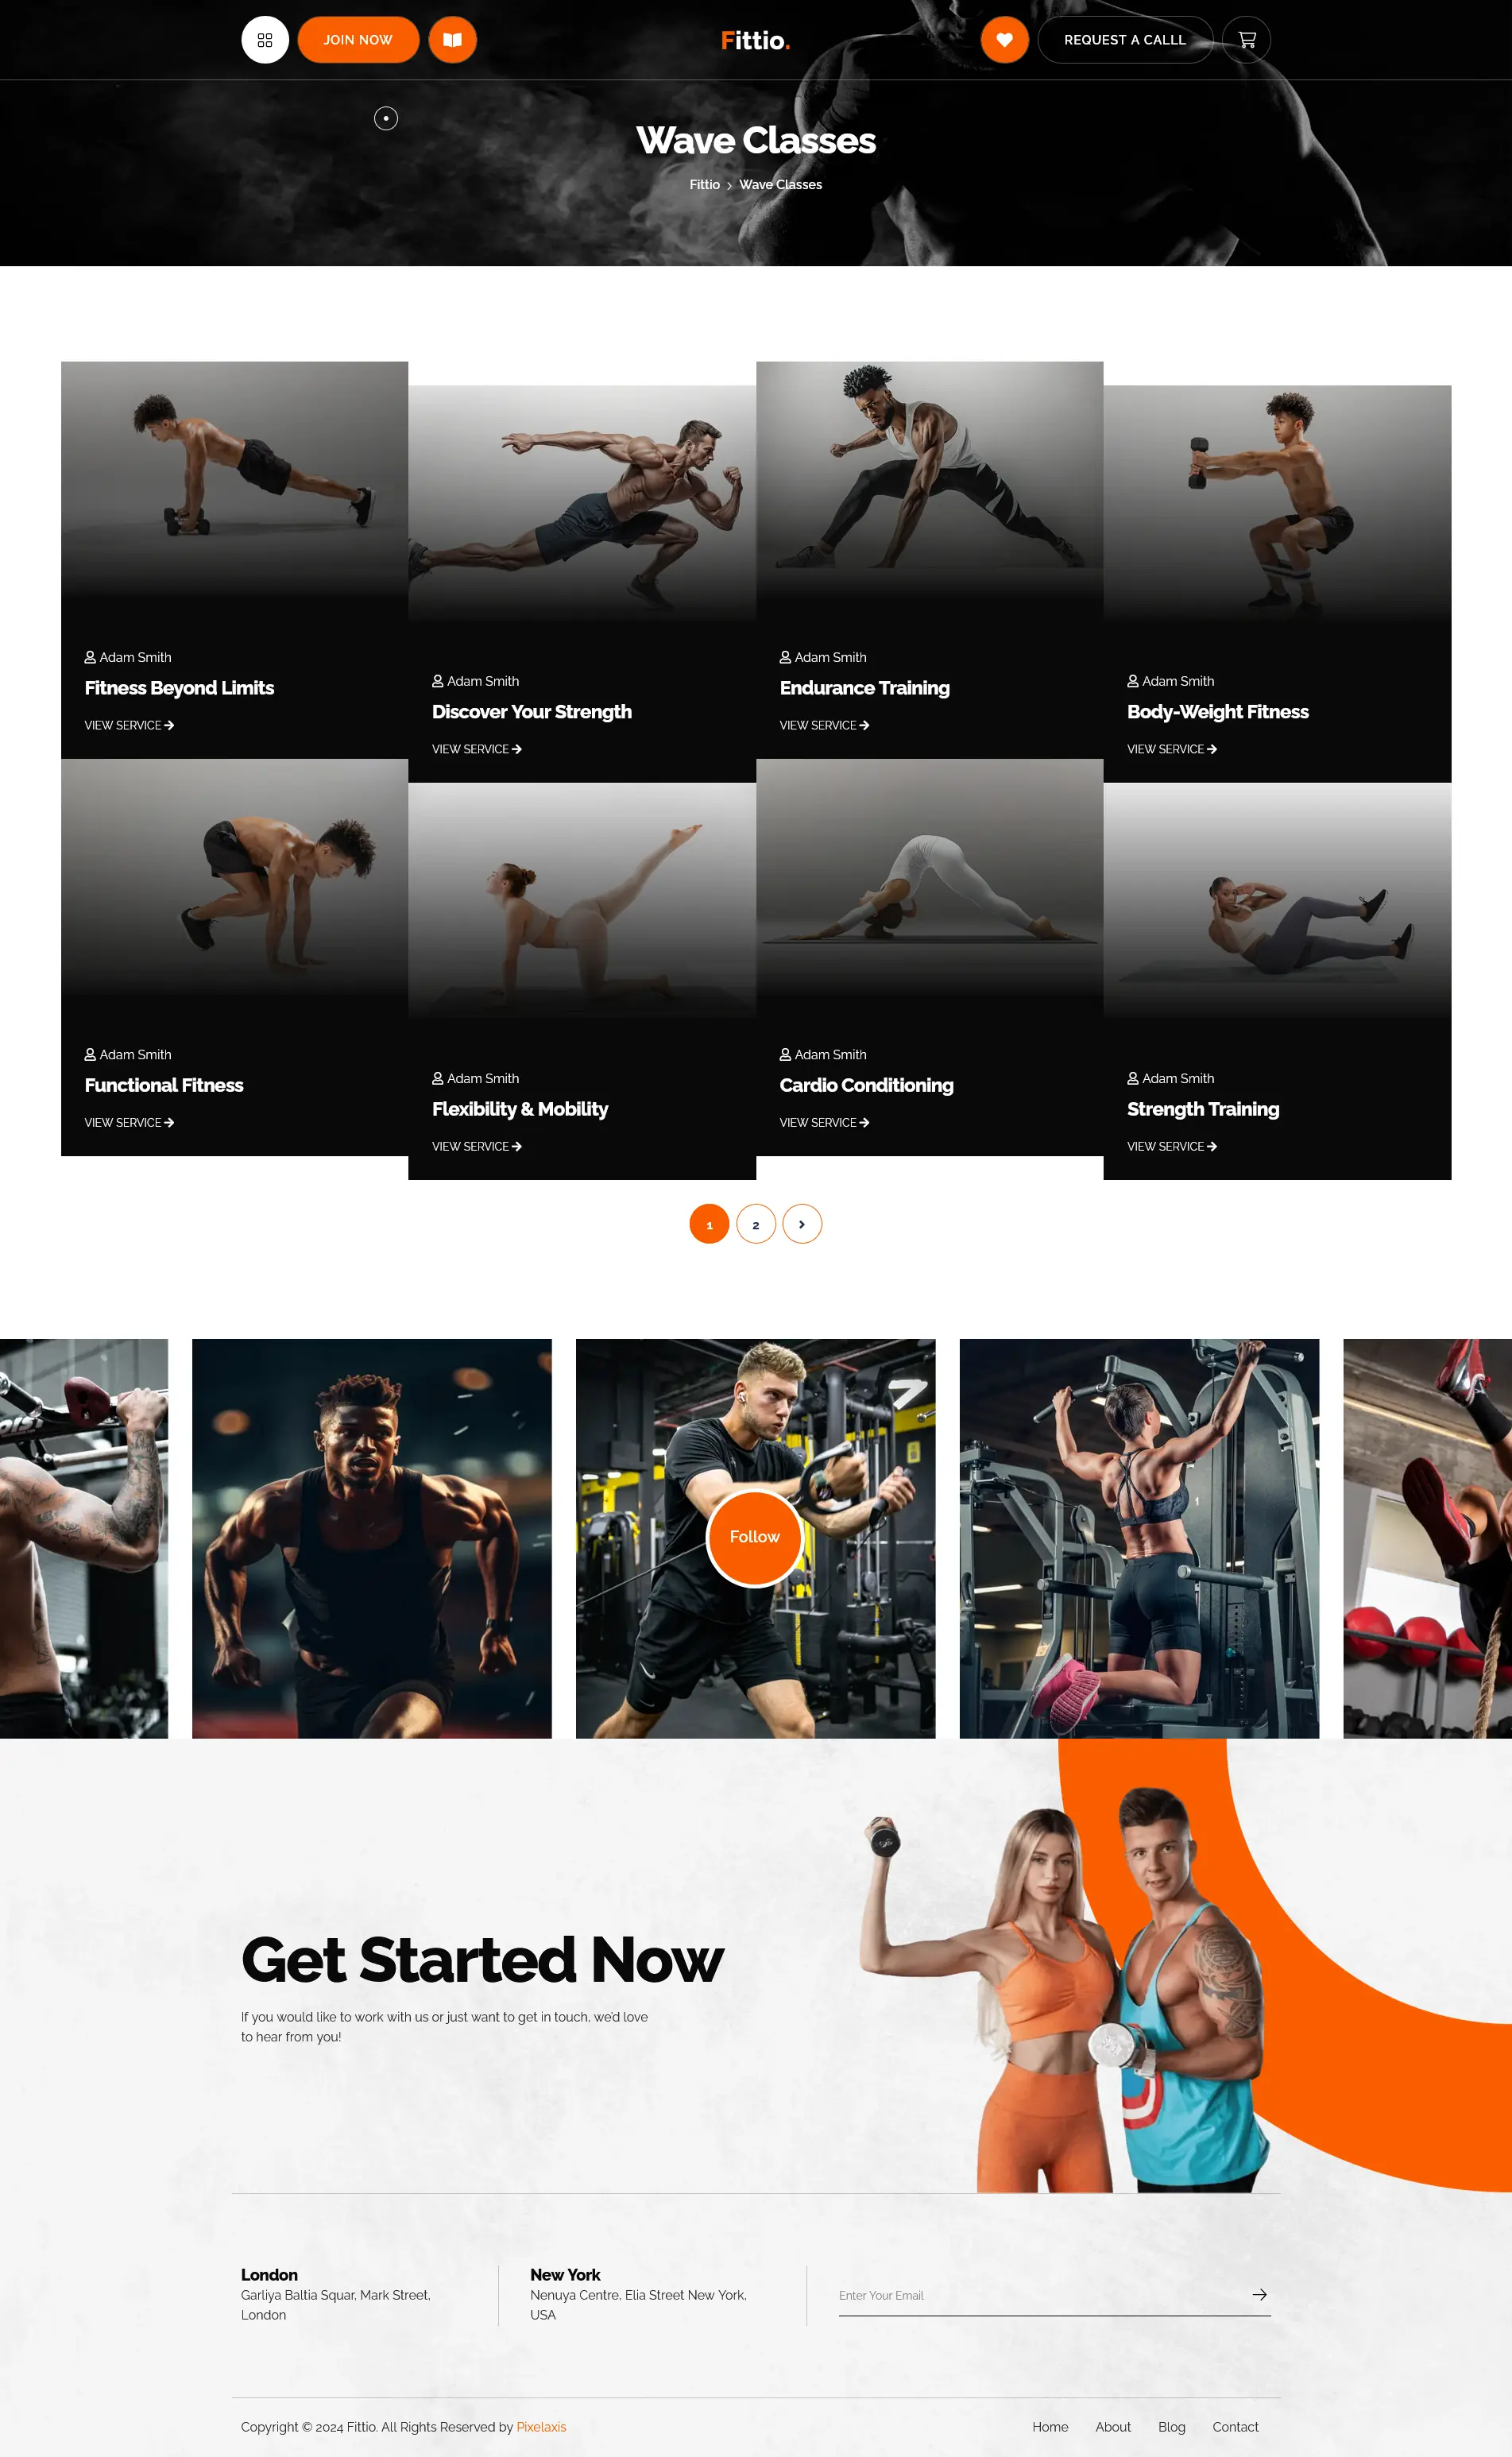 JOIN NOW
Fittio.
REQUEST A CALLL
Wave Classes
Fittio > Wave Classes
Adam Smith
Fitness Beyond Limits
VIEW SERVICE
Adam Smith
Discover Your Strength
VIEW SERVICE
Adam Smith
Endurance Training
VIEW SERVICE
Adam Smith
Body-Weight Fitness
VIEW SERVICE
Adam Smith
Functional Fitness
VIEW SERVICE
Adam Smith
Flexibility & Mobility
VIEW SERVICE
Adam Smith
Cardio Conditioning
VIEW SERVICE
Adam Smith
Strength Training
VIEW SERVICE
1 2
Follow
Get Started Now
If you would like to work with us or just want to get in touch, we'd love
to hear from you!
London
Garliya Baltia Squar, Mark Street,
London
New York
Nenuya Centre, Elia Street New York,
USA
Enter Your Email
Copyright © 2024 Fittio. All Rights Reserved by Pixelaxis
Home About Blog Contact